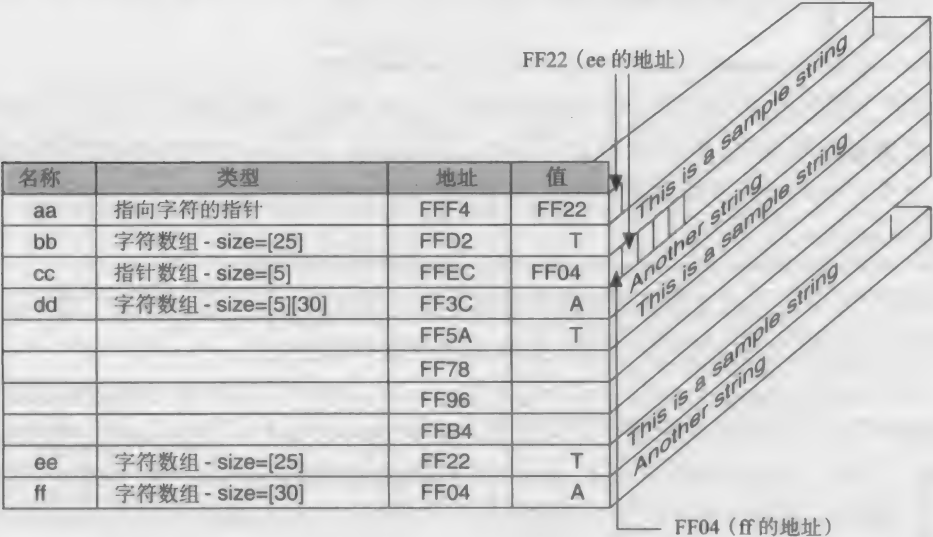 FF22（ee 的地址）
名称 类型 地址 值
aa 指向字符的指针 FFF4 FF22
This is a sample string
bb 字符数组 - size=[25] FFD2 T
cc 指针数组 - size=[5] FFEC FF04
Another string
dd 字符数组 - size=[5][30] FF3C A
This is a sample string
FF5A T
FF78
FF96
FFB4
This is a sample string
ee 字符数组 - size=[25] FF22 T
Another string
ff 字符数组 - size=[30] FF04 A
FF04（ff 的地址）